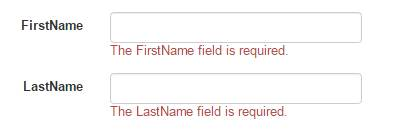 FirstName
The FirstName field is required.
LastName
The LastName field is required.